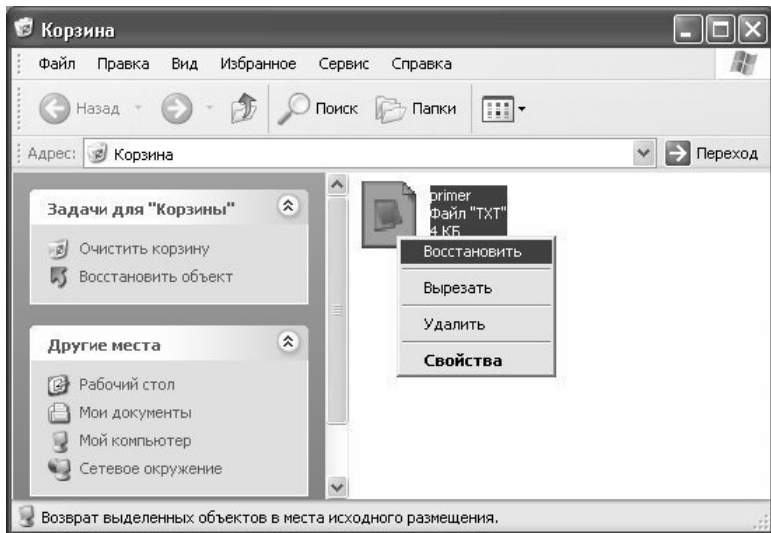 Корзина
Файл Правка Вид Избранное Сервис Справка
Назад Поиск Папки
Адрес: Корзина Переход
Задачи для "Корзины"
Очистить корзину
Восстановить объект
Другие места
Рабочий стол
Мои документы
Мой компьютер
Сетевое окружение
primer
Файл "TXT"
4 КБ
Восстановить
Вырезать
Удалить
Свойства
Возврат выделенных объектов в места исходного размещения.